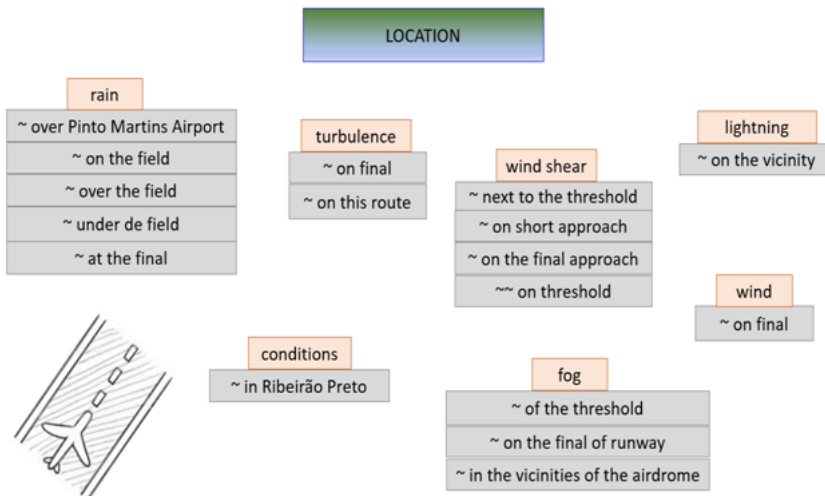 LOCATION
rain
~ over Pinto Martins Airport
~ on the field
~ over the field
~ under de field
~ at the final
turbulence
~ on final
~ on this route
wind shear
~ next to the threshold
~ on short approach
~ on the final approach
~~ on threshold
lightning
~ on the vicinity
wind
~ on final
conditions
~ in Ribeirão Preto
fog
~ of the threshold
~ on the final of runway
~ in the vicinities of the airdrome